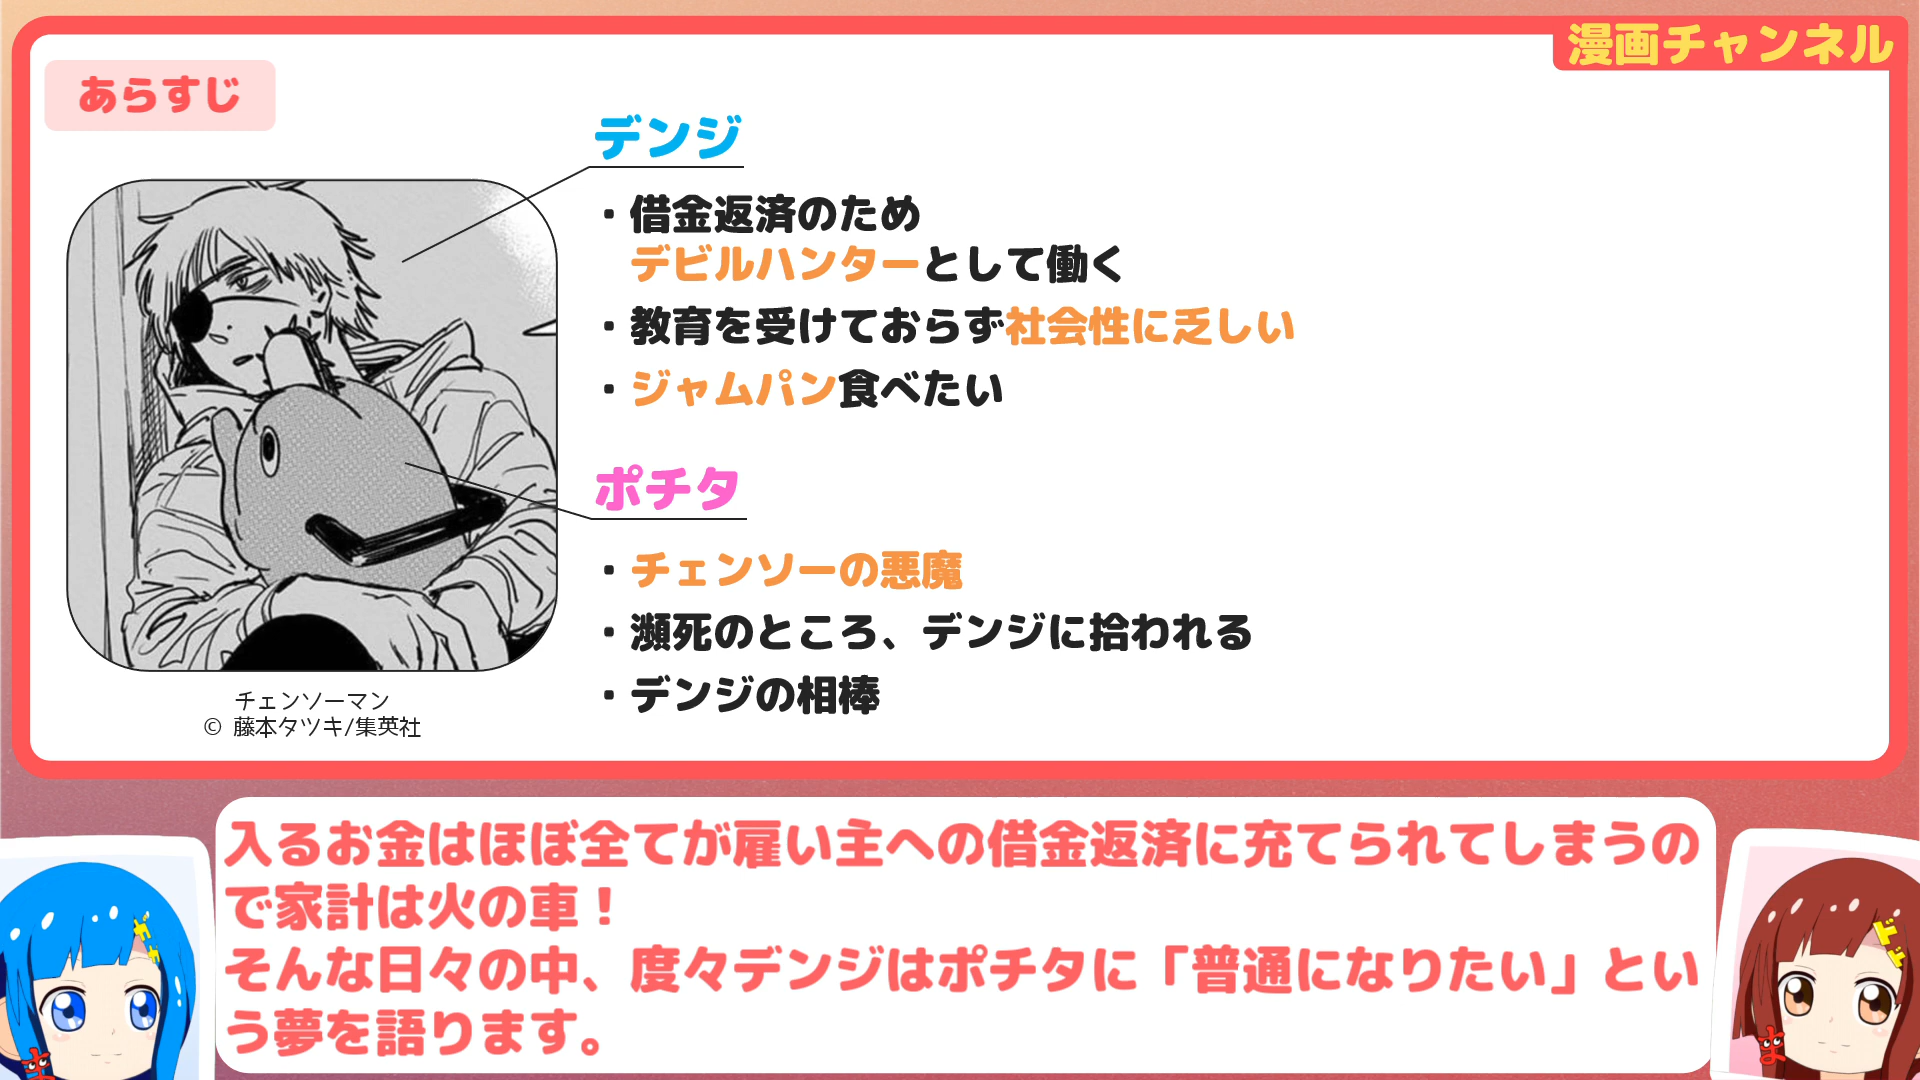 漫画チャンネル
あらすじ
デンジ
・借金返済のため
デビルハンターとして働く
・教育を受けておらず社会性に乏しい
・ジャムパン食べたい
ポチタ
・チェンソーの悪魔
・瀕死のところ、デンジに拾われる
・デンジの相棒
チェンソーマン
© 藤本タツキ/集英社
入るお金はほぼ全てが雇い主への借金返済に充てられてしまうの
で家計は火の車！
そんな日々の中、度々デンジはポチタに「普通になりたい」とい
う夢を語ります。